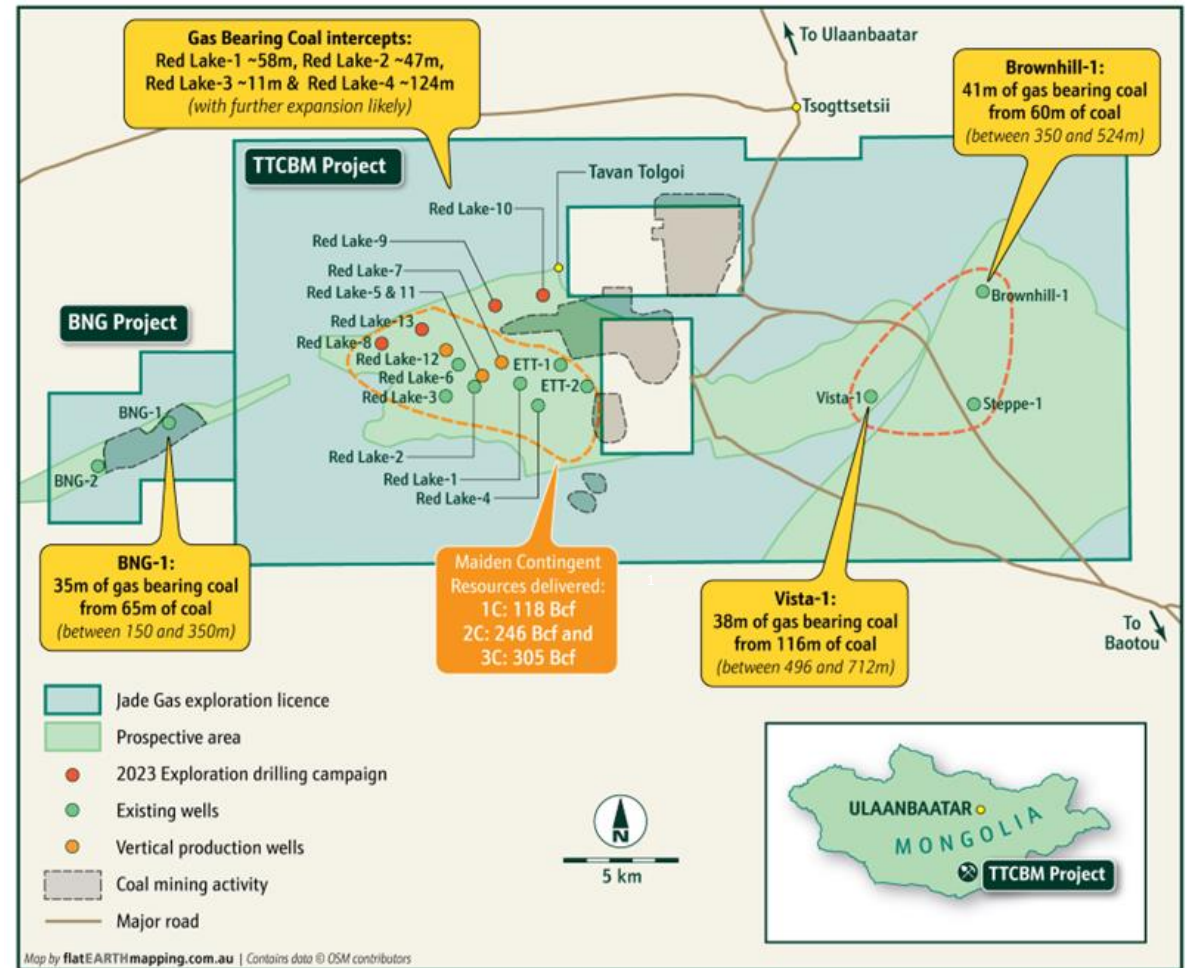 Gas Bearing Coal intercepts:
Red Lake-1 ~58m, Red Lake-2 ~47m,
Red Lake-3 ~11m & Red Lake-4 ~124m
(with further expansion likely)
To Ulaanbaatar
Tsogttsetsii
Brownhill-1:
41m of gas bearing coal
from 60m of coal
(between 350 and 524m)
TTCBM Project
Tavan Tolgoi
Red Lake-10
Red Lake-9
Red Lake-7
Red Lake-5 & 11
Red Lake-13
Red Lake-8
Red Lake-12
Red Lake-6
Red Lake-3
ETT-1
ETT-2
Red Lake-2
Red Lake-1
Red Lake-4
Brownhill-1
Vista-1
Steppe-1
BNG Project
BNG-1
BNG-2
BNG-1:
35m of gas bearing coal
from 65m of coal
(between 150 and 350m)
Maiden Contingent
Resources delivered:
1C: 118 Bcf
2C: 246 Bcf and
3C: 305 Bcf
1
Vista-1:
38m of gas bearing coal
from 116m of coal
(between 496 and 712m)
To
Baotou
Jade Gas exploration licence
Prospective area
2023 Exploration drilling campaign
Existing wells
Vertical production wells
Coal mining activity
Major road
N
5 km
ULAANBAATAR
MONGOLIA
TTCBM Project
Map by flatEARTHmapping.com.au | Contains data © OSM contributors